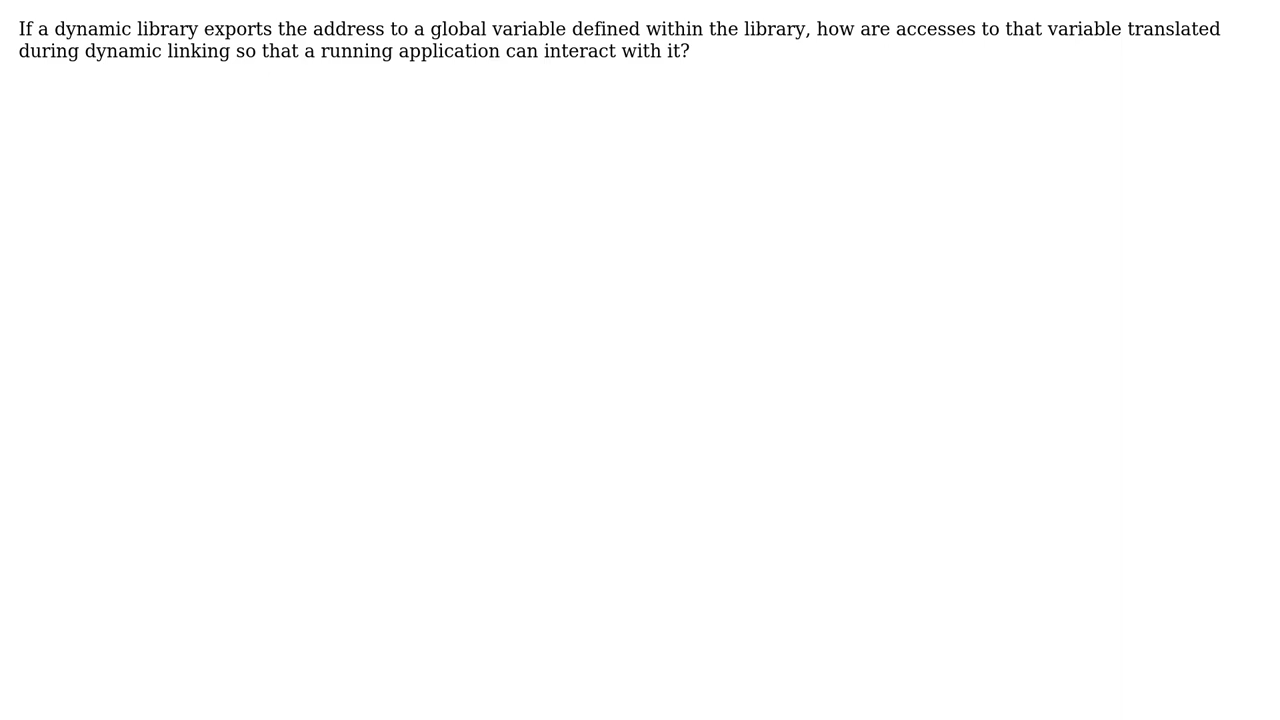 If a dynamic library exports the address to a global variable defined within the library, how are accesses to that variable translated
during dynamic linking so that a running application can interact with it?